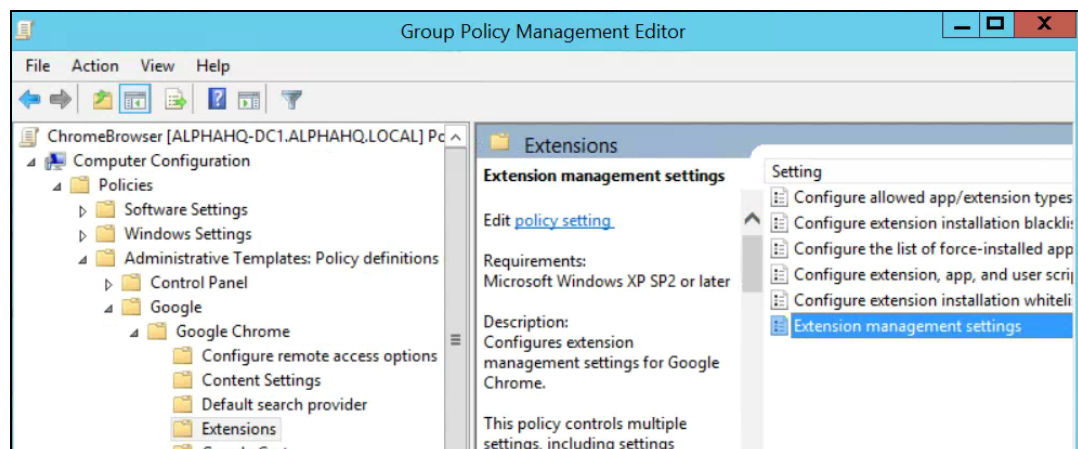 Group Policy Management Editor
File Action View Help
ChromeBrowser [ALPHAHQ-DC1.ALPHAHQ.LOCAL]
Computer Configuration
Policies
Software Settings
Windows Settings
Administrative Templates: Policy definitions
Control Panel
Google
Google Chrome
Configure remote access options
Content Settings
Default search provider
Extensions
Extensions
Extension management settings
Edit policy setting
Requirements:
Microsoft Windows XP SP2 or later
Description:
Configures extension
management settings for Google
Chrome.
This policy controls multiple
settings, including settings
Setting
Configure allowed app/extension types
Configure extension installation
Configure the list of force-installed app
Configure extension, app, and user
Configure extension installation
Extension management settings